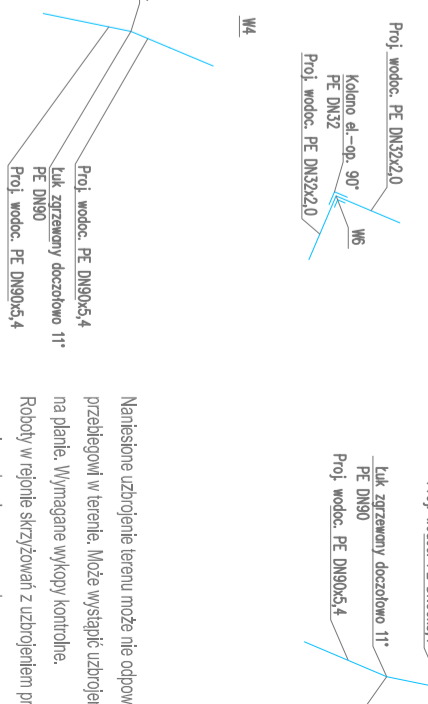 Proj. wodoc. PE DN32x2,0
Kolano el.-op. 90°
PE DN32
Proj. wodoc. PE DN32x2,0
W6
W4
Proj. wodoc. PE DN90x5,4
Łuk zgrzewany doczołowo 11°
PE DN90
Proj. wodoc. PE DN90x5,4
Łuk zgrzewany doczołowo 11°
PE DN90
Proj. wodoc. PE DN90x5,4
Naniesione uzbrojenie terenu może nie odpow
przebiegowi w terenie. Może wystąpić uzbrojer
na planie. Wymagane wykopy kontrolne.
Roboty w rejonie skrzyżowań z uzbrojeniem pr